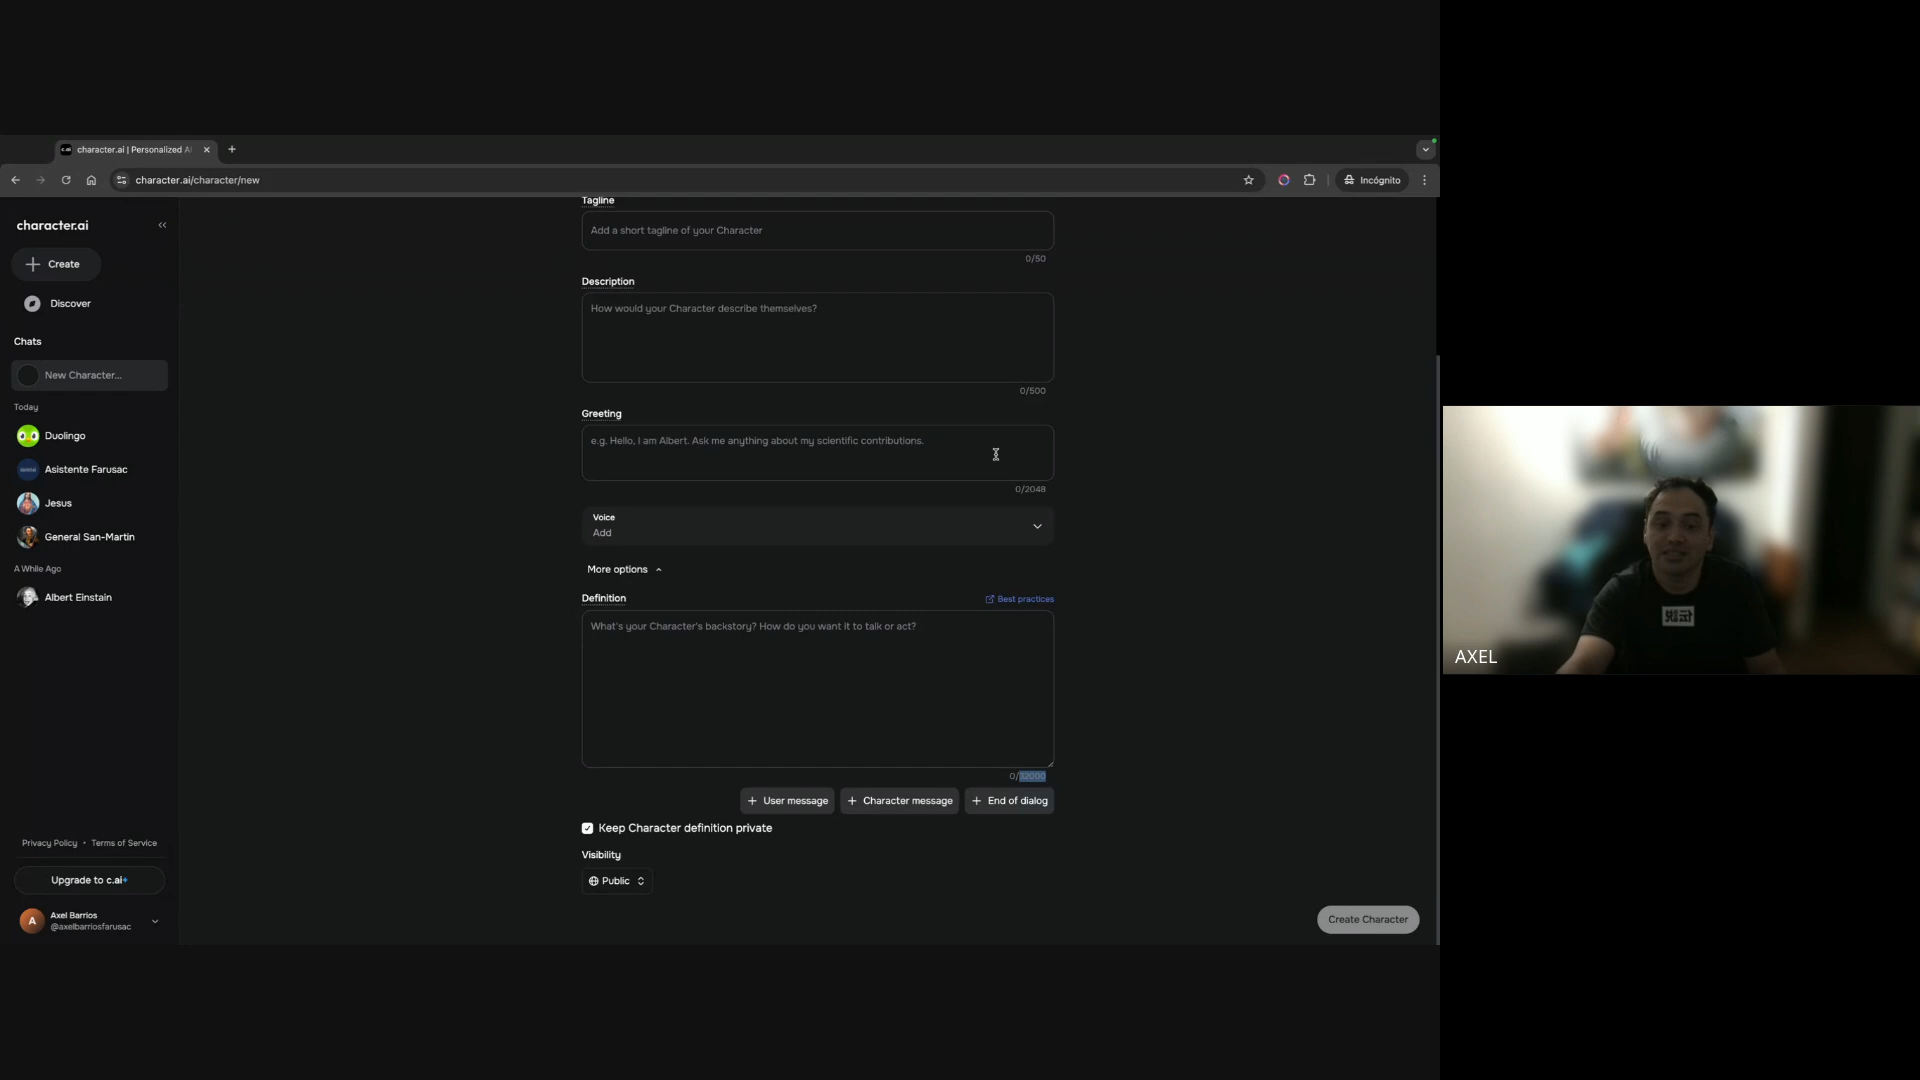 character.ai | Personalized AI
character.ai/character/new
Incógnito
character.ai
Create
Discover
Chats
New Character...
Today
Duolingo
Asistente Farusac
Jesus
General San-Martin
A While Ago
Albert Einstain
Privacy Policy • Terms of Service
Upgrade to c.ai+
A
Axel Barrios
@axelbarriosfarusac
Tagline
Add a short tagline of your Character
0/50
Description
How would your Character describe themselves?
0/500
Greeting
e.g. Hello, I am Albert. Ask me anything about my scientific contributions.
0/2048
Voice
Add
More options
Definition
Best practices
What's your Character's backstory? How do you want it to talk or act?
0/32000
User message
Character message
End of dialog
Keep Character definition private
Visibility
Public
Create Character
AXEL